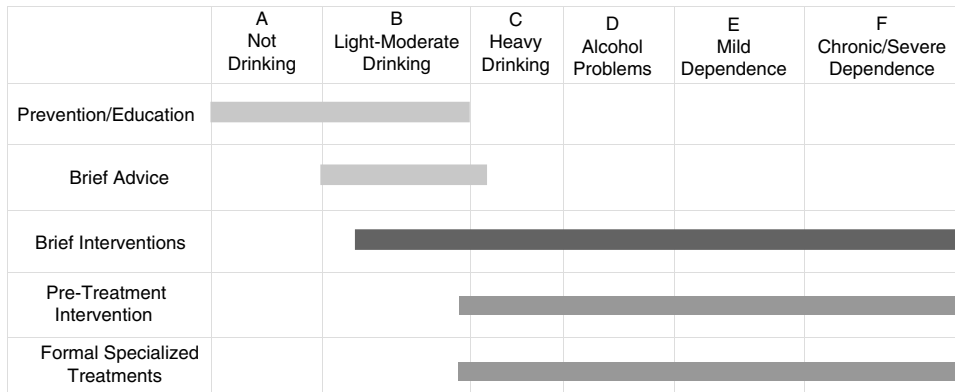 A
Not
Drinking
B
Light-Moderate
Drinking
C
Heavy
Drinking
D
Alcohol
Problems
E
Mild
Dependence
F
Chronic/Severe
Dependence
Prevention/Education
Brief Advice
Brief Interventions
Pre-Treatment
Intervention
Formal Specialized
Treatments